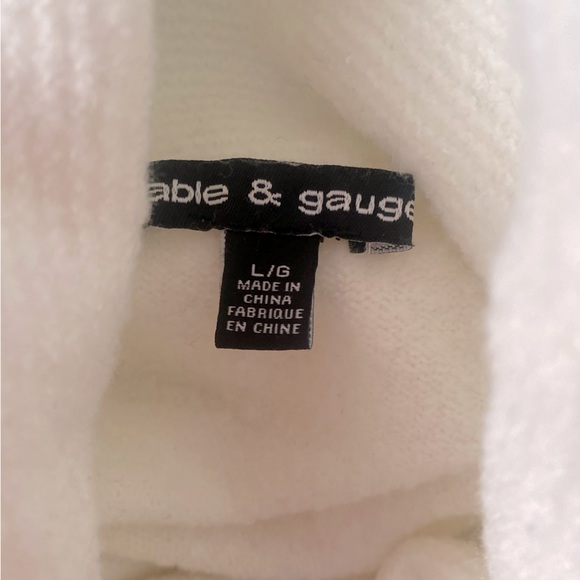 able & gauge
L/G
MADE IN
CHINA
FABRIQUE
EN CHINE